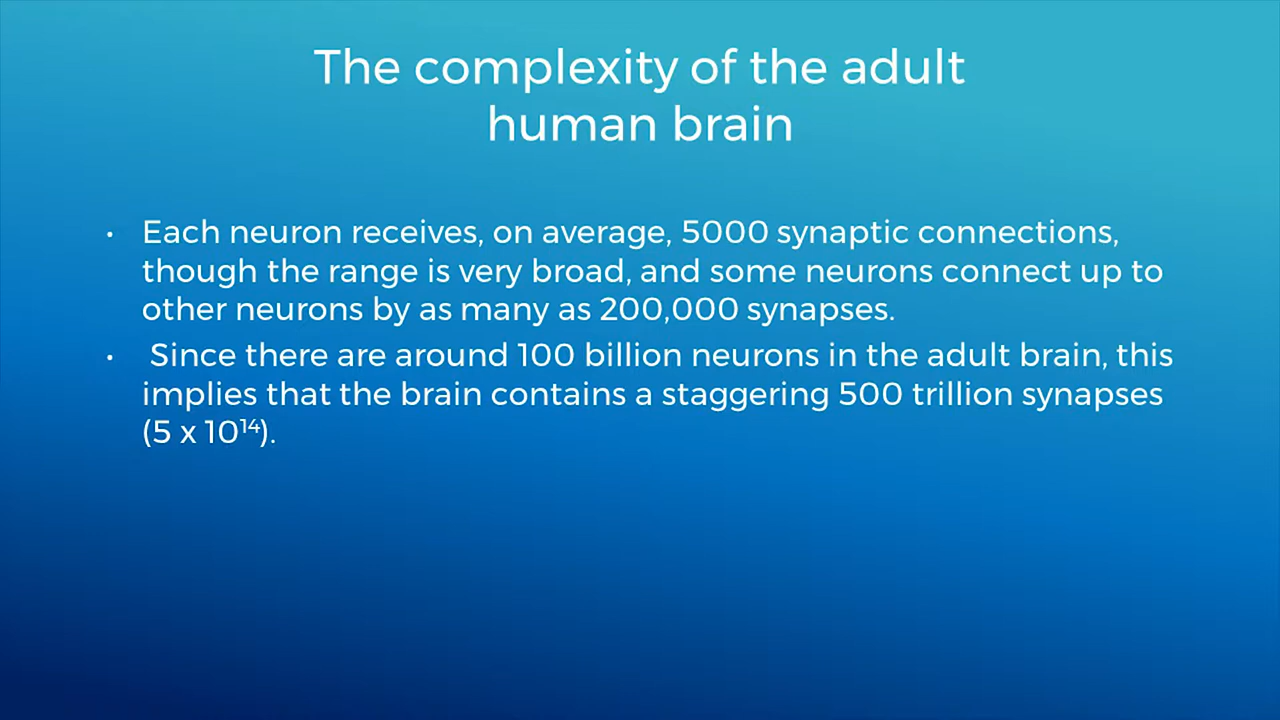 The complexity of the adult
human brain
• Each neuron receives, on average, 5000 synaptic connections,
though the range is very broad, and some neurons connect up to
other neurons by as many as 200,000 synapses.
• Since there are around 100 billion neurons in the adult brain, this
implies that the brain contains a staggering 500 trillion synapses
(5 x 10¹⁴).